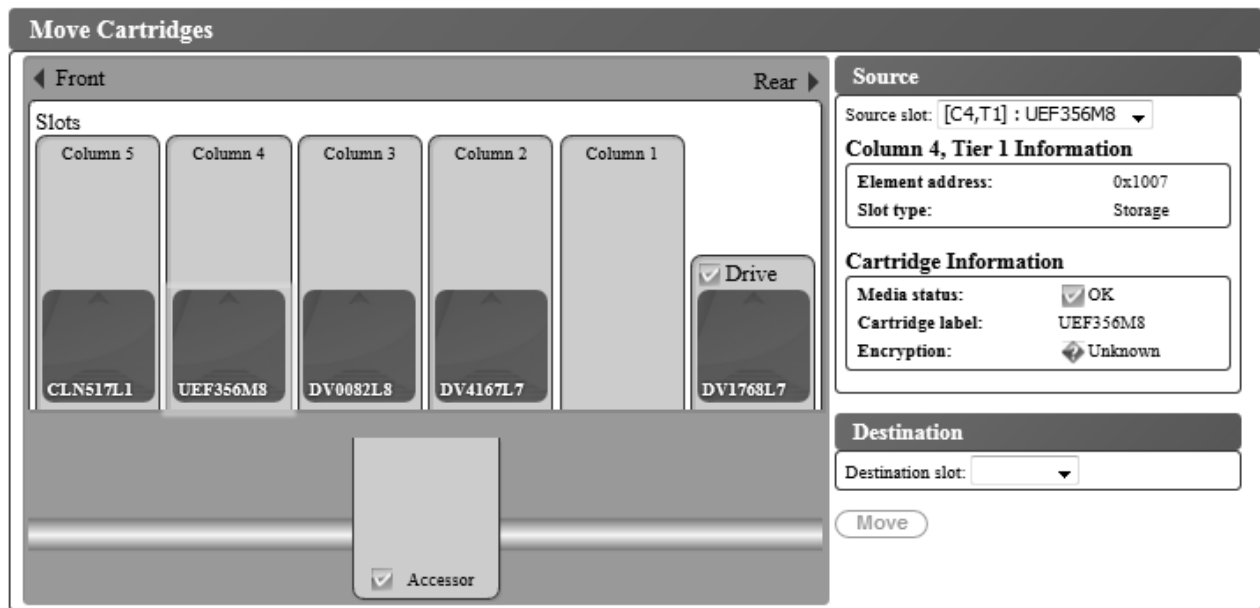 Move Cartridges
Front
Rear
Slots
Column 5
Column 4
Column 3
Column 2
Column 1
Drive
CLN517L1
UEF356M8
DV0082L8
DV4167L7
DV1768L7
Accessor
Source
Source slot: [C4,T1] : UEF356M8
Column 4, Tier 1 Information
Element address: 0x1007
Slot type: Storage
Cartridge Information
Media status: OK
Cartridge label: UEF356M8
Encryption: Unknown
Destination
Destination slot:
Move